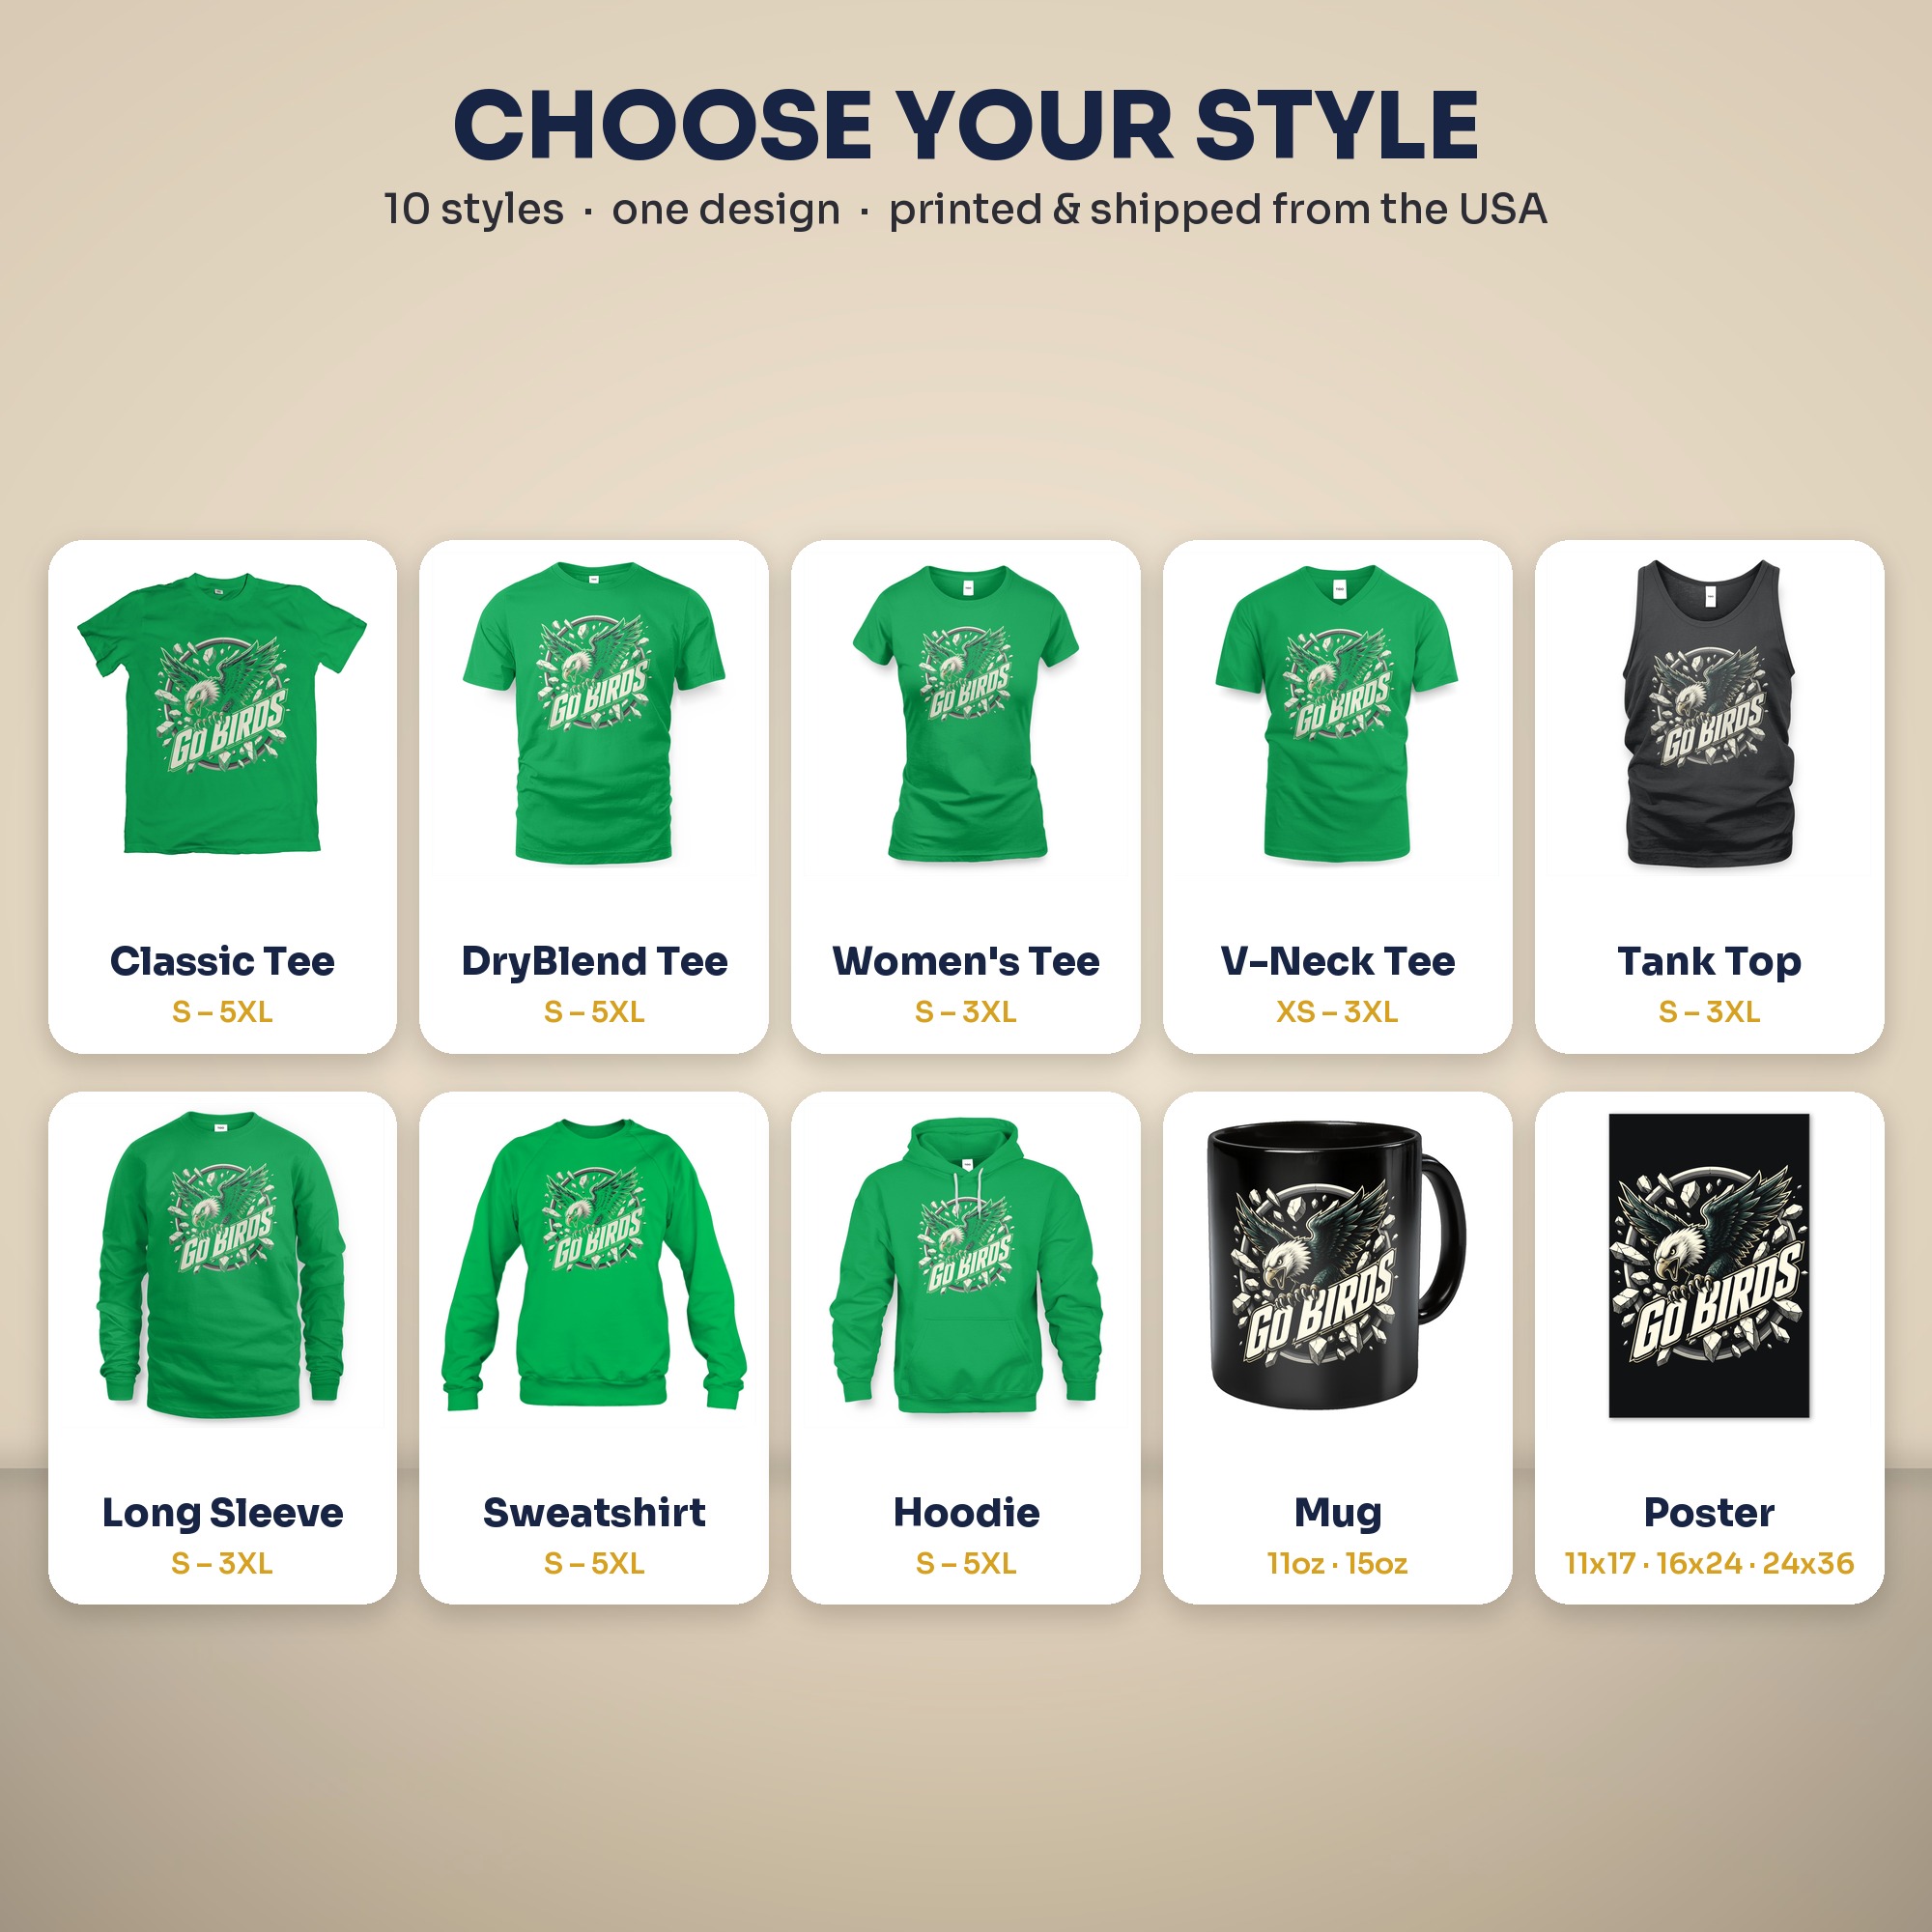 CHOOSE YOUR STYLE
10 styles · one design · printed & shipped from the USA
GO BIRDS
GO BIRDS
GO BIRDS
GO BIRDS
GO BIRDS
Classic Tee
DryBlend Tee
Women's Tee
V-Neck Tee
Tank Top
S – 5XL
S – 5XL
S – 3XL
XS – 3XL
S – 3XL
GO BIRDS
GO BIRDS
GO BIRDS
GO BIRDS
GO BIRDS
Long Sleeve
Sweatshirt
Hoodie
Mug
Poster
S – 3XL
S – 5XL
S – 5XL
11oz · 15oz
11x17 · 16x24 · 24x36